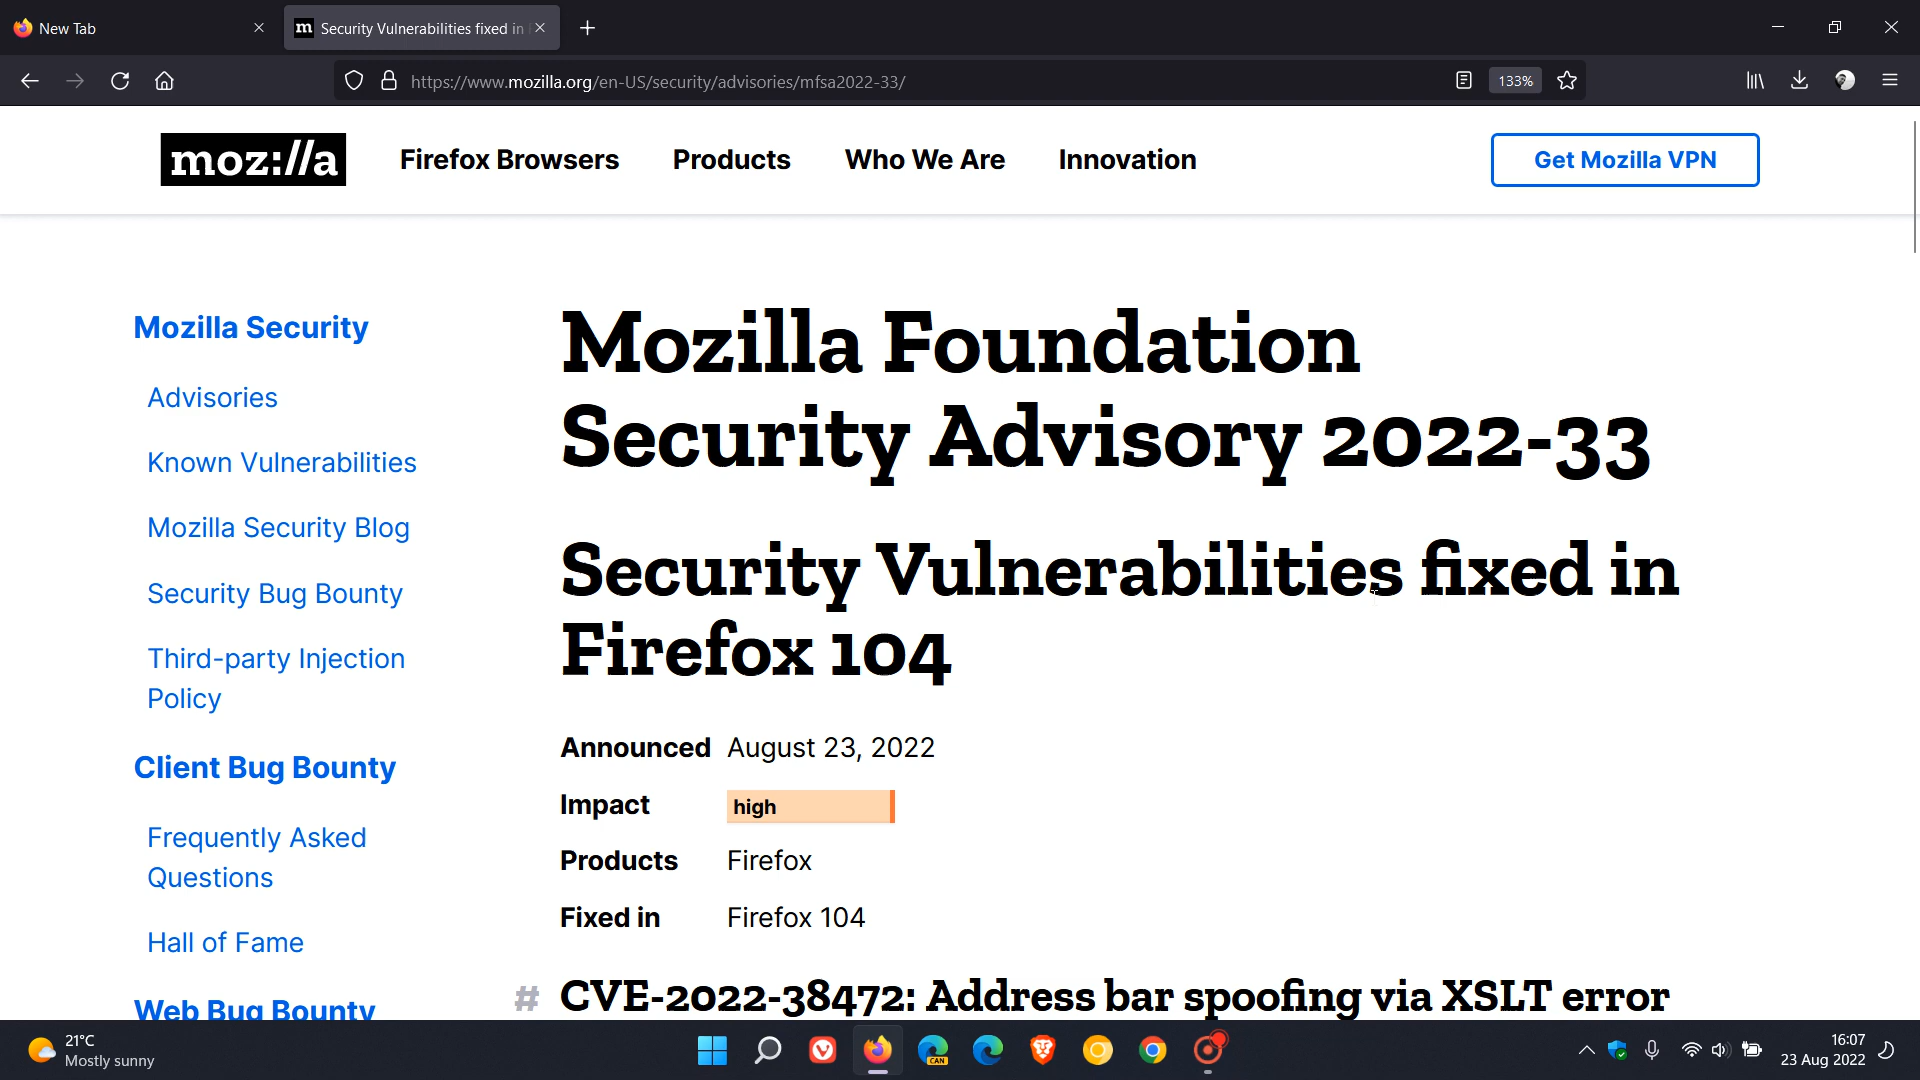 New Tab
Security Vulnerabilities fixed in
https://www.mozilla.org/en-US/security/advisories/mfsa2022-33/
133%
moz://a
Firefox Browsers
Products
Who We Are
Innovation
Get Mozilla VPN
Mozilla Security
Advisories
Known Vulnerabilities
Mozilla Security Blog
Security Bug Bounty
Third-party Injection
Policy
Client Bug Bounty
Frequently Asked
Questions
Hall of Fame
Web Bug Bounty
Mozilla Foundation
Security Advisory 2022-33
Security Vulnerabilities fixed in
Firefox 104
Announced August 23, 2022
Impact high
Products Firefox
Fixed in Firefox 104
# CVE-2022-38472: Address bar spoofing via XSLT error
21°C
Mostly sunny
CAN
16:07
23 Aug 2022